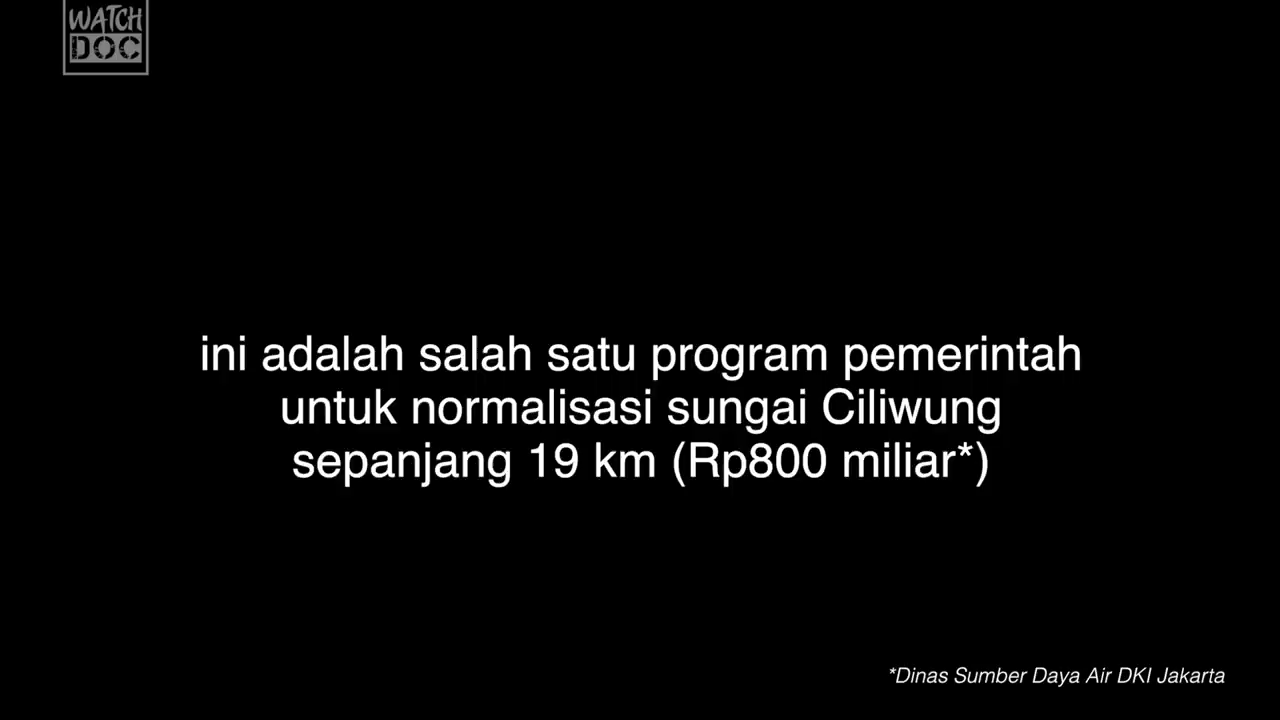 WATCH
DOC
ini adalah salah satu program pemerintah
untuk normalisasi sungai Ciliwung
sepanjang 19 km (Rp800 miliar*)
*Dinas Sumber Daya Air DKI Jakarta